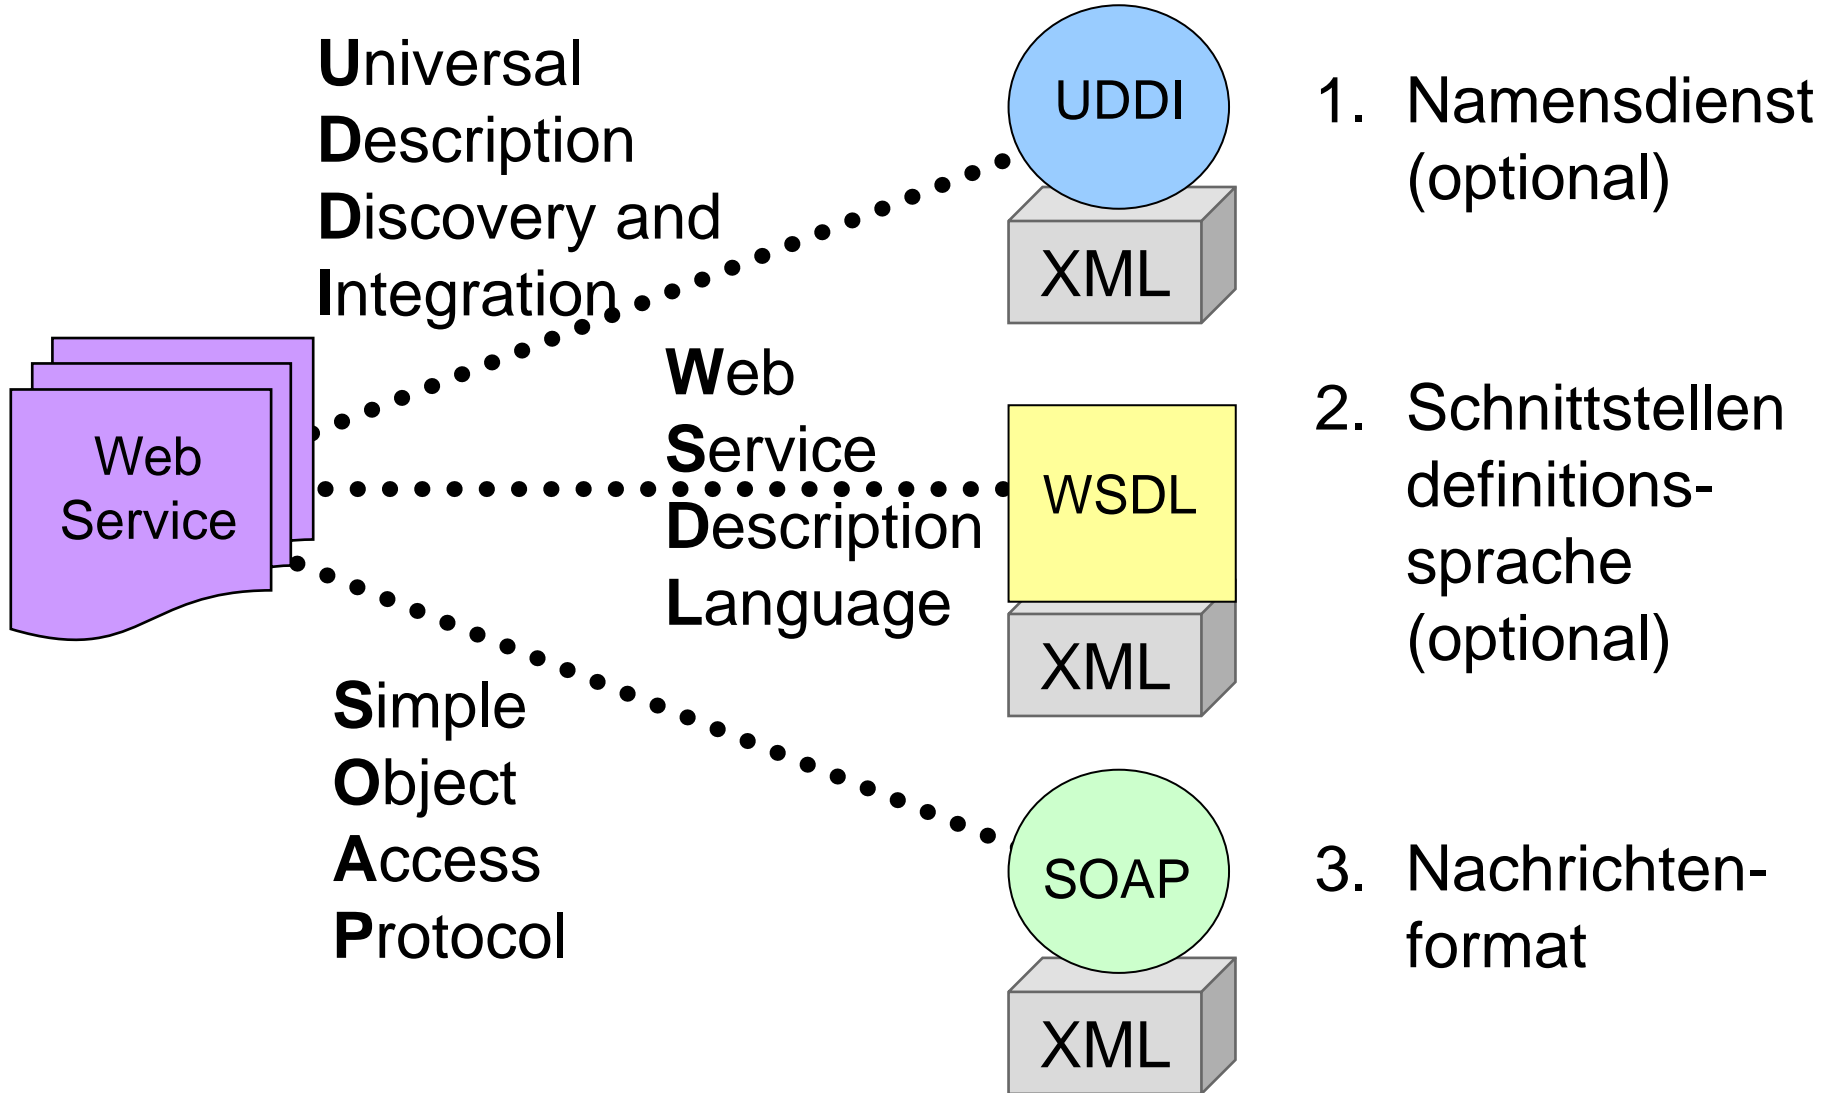 Universal
Description
Discovery and
Integration
UDDI
XML
1. Namensdienst
(optional)
Web
Service
Web
Service
Description
Language
WSDL
XML
2. Schnittstellen
definitions-
sprache
(optional)
Simple
Object
Access
Protocol
SOAP
XML
3. Nachrichten-
format